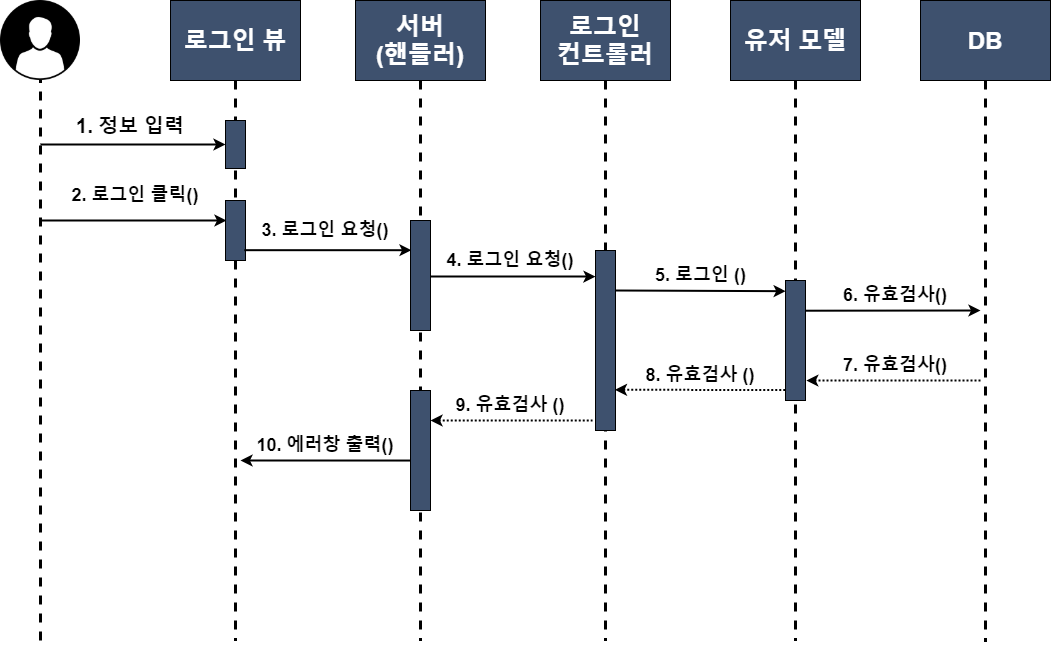 로그인 뷰
서버
(핸들러)
로그인
컨트롤러
유저 모델
DB
1. 정보 입력
2. 로그인 클릭()
3. 로그인 요청()
4. 로그인 요청()
5. 로그인 ()
6. 유효검사()
7. 유효검사()
8. 유효검사 ()
9. 유효검사 ()
10. 에러창 출력()